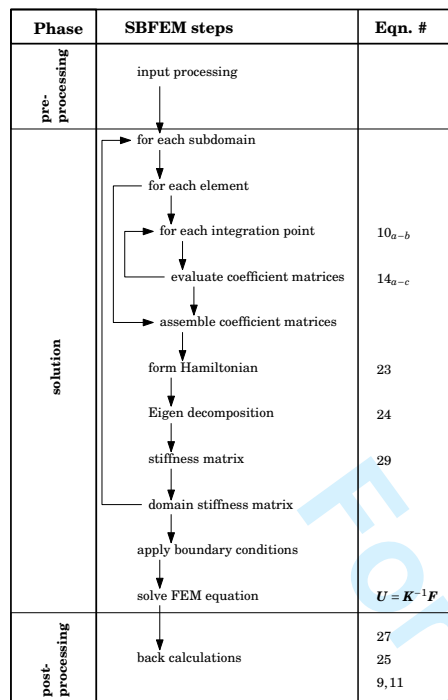 Phase SBFEM steps Eqn. #
pre-
processing
input processing
solution
for each subdomain
for each element
for each integration point 10a−b
evaluate coefficient matrices 14a−c
assemble coefficient matrices
form Hamiltonian 23
Eigen decomposition 24
stiffness matrix 29
domain stiffness matrix
apply boundary conditions
solve FEM equation U = K−1F
post-
processing
27
back calculations 25
9, 11
For